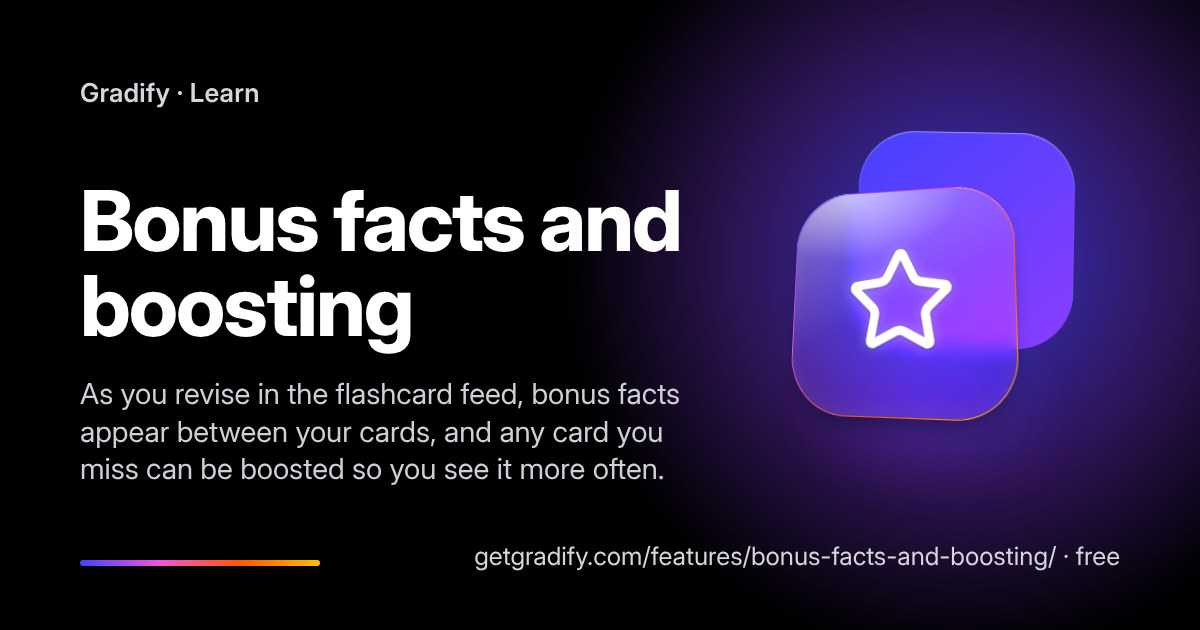 Gradify · Learn
Bonus facts and
boosting
As you revise in the flashcard feed, bonus facts
appear between your cards, and any card you
miss can be boosted so you see it more often.
getgradify.com/features/bonus-facts-and-boosting/ · free